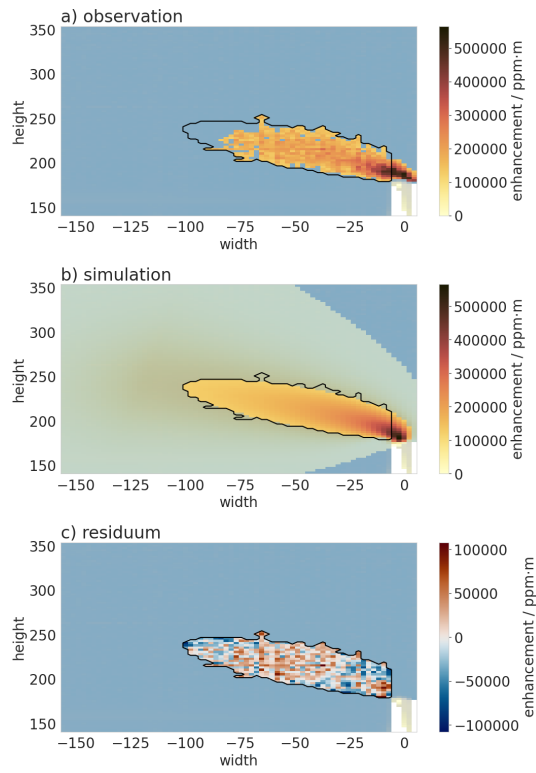 a) observation
350
300
250
200
150
height
−150 −125 −100 −75 −50 −25 0
width
500000
400000
300000
200000
100000
0
enhancement / ppm·m
b) simulation
350
300
250
200
150
height
−150 −125 −100 −75 −50 −25 0
width
500000
400000
300000
200000
100000
0
enhancement / ppm·m
c) residuum
350
300
250
200
150
height
−150 −125 −100 −75 −50 −25 0
width
100000
50000
0
−50000
−100000
enhancement / ppm·m